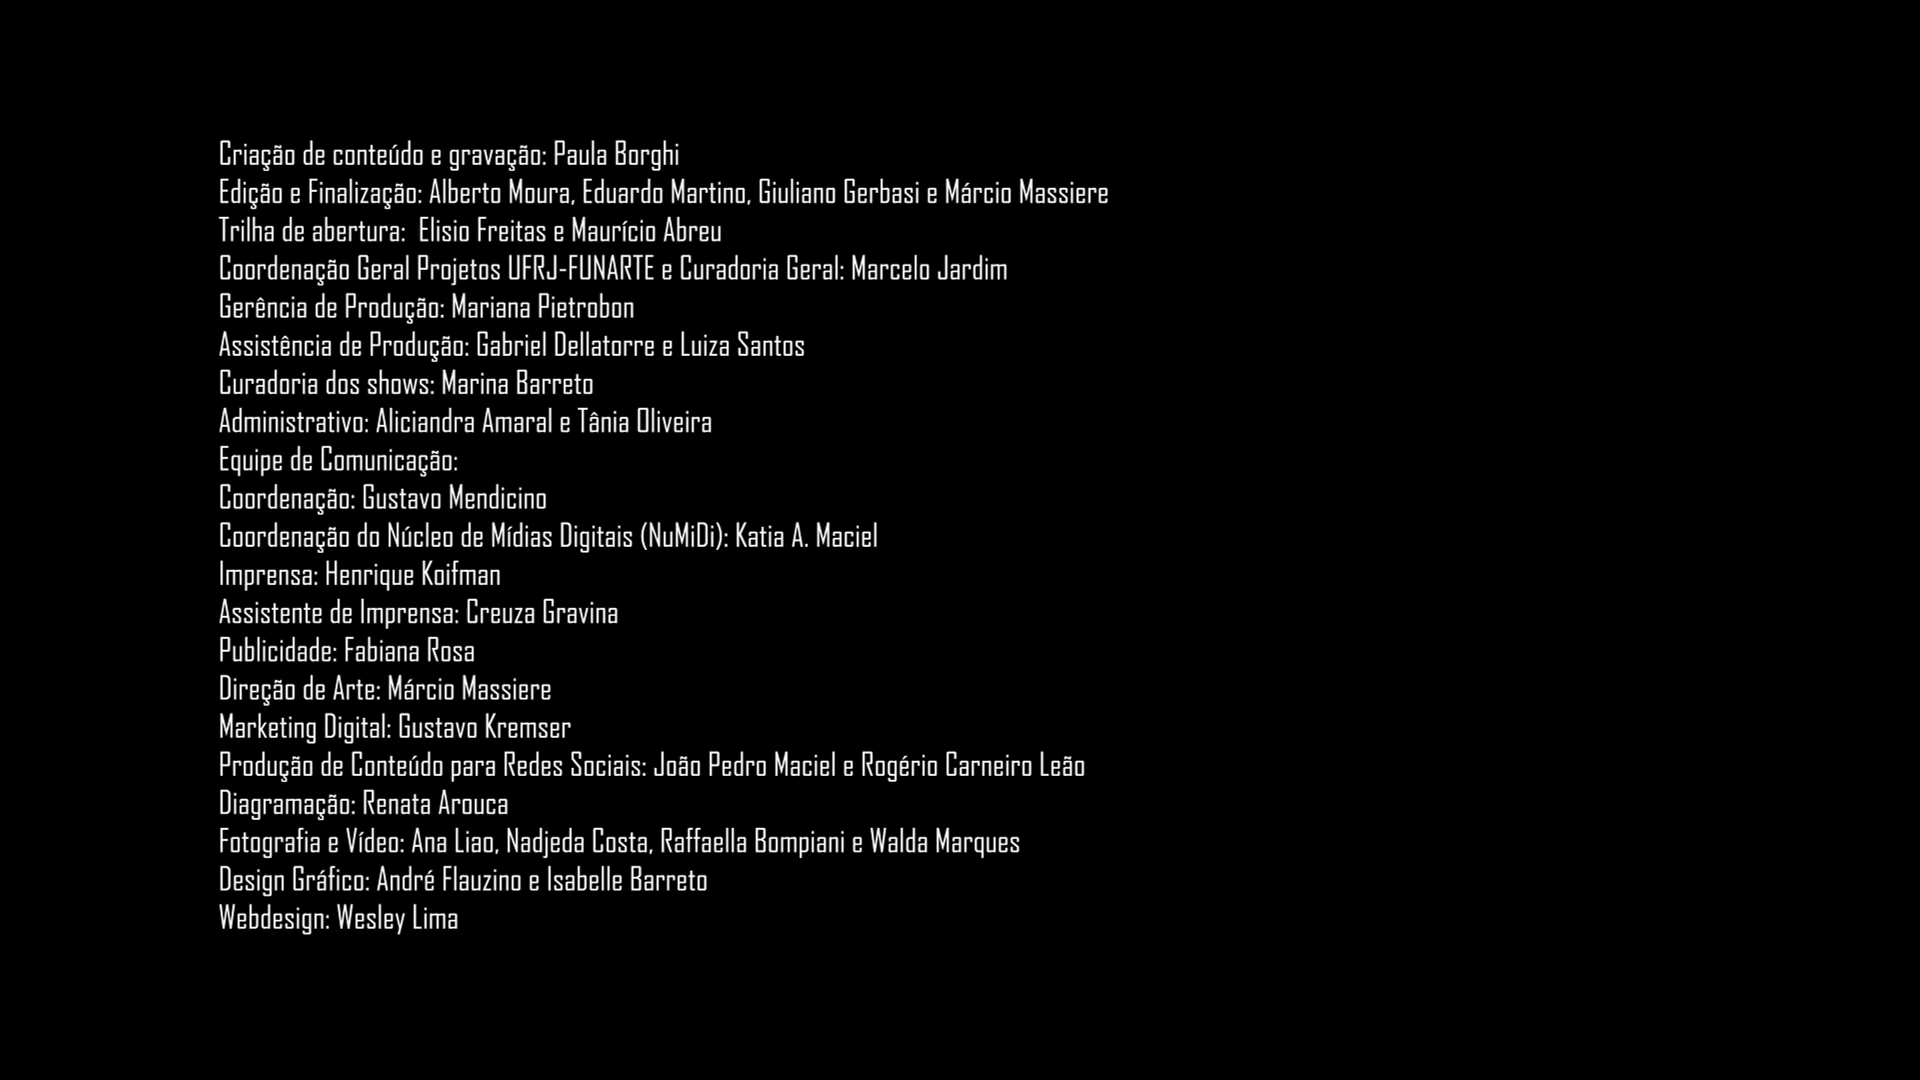 Criação de conteúdo e gravação: Paula Borghi
Edição e Finalização: Alberto Moura, Eduardo Martino, Giuliano Gerbasi e Márcio Massiere
Trilha de abertura:  Elisio Freitas e Maurício Abreu
Coordenação Geral Projetos UFRJ-FUNARTE e Curadoria Geral: Marcelo Jardim
Gerência de Produção: Mariana Pietrobon
Assistência de Produção: Gabriel Dellatorre e Luiza Santos
Curadoria dos shows: Marina Barreto
Administrativo: Aliciandra Amaral e Tânia Oliveira
Equipe de Comunicação:
Coordenação: Gustavo Mendicino
Coordenação do Núcleo de Mídias Digitais (NuMiDi): Katia A. Maciel
Imprensa: Henrique Koifman
Assistente de Imprensa: Creuza Gravina
Publicidade: Fabiana Rosa
Direção de Arte: Márcio Massiere
Marketing Digital: Gustavo Kremser
Produção de Conteúdo para Redes Sociais: João Pedro Maciel e Rogério Carneiro Leão
Diagramação: Renata Arouca
Fotografia e Vídeo: Ana Liao, Nadjeda Costa, Raffaella Bompiani e Walda Marques
Design Gráfico: André Flauzino e Isabelle Barreto
Webdesign: Wesley Lima